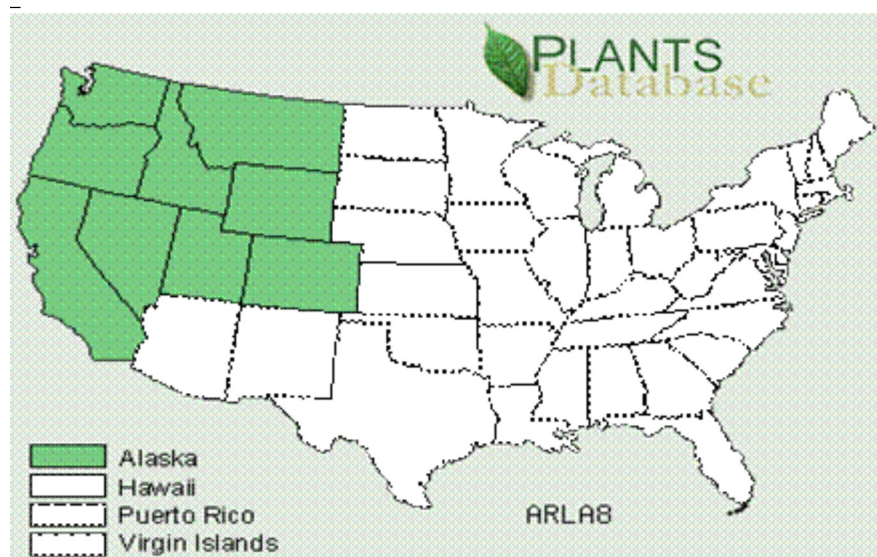 PLANTS
Database
Alaska
Hawaii
Puerto Rico
Virgin Islands
ARLA8